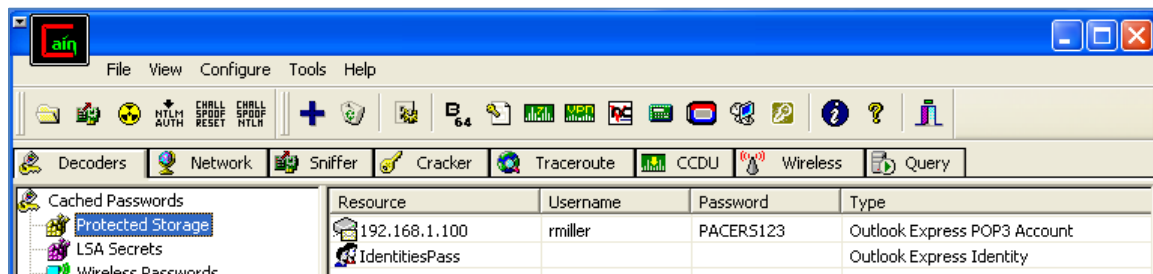 aín
File View Configure Tools Help
NTLM AUTH CHALL SPOOF RESET CHALL SPOOF NTLM B 64
Decoders Network Sniffer Cracker Traceroute CCDU Wireless Query
Cached Passwords
Protected Storage
LSA Secrets
Wireless Passwords
Resource Username Password Type
192.168.1.100 rmiller PACERS123 Outlook Express POP3 Account
IdentitiesPass Outlook Express Identity